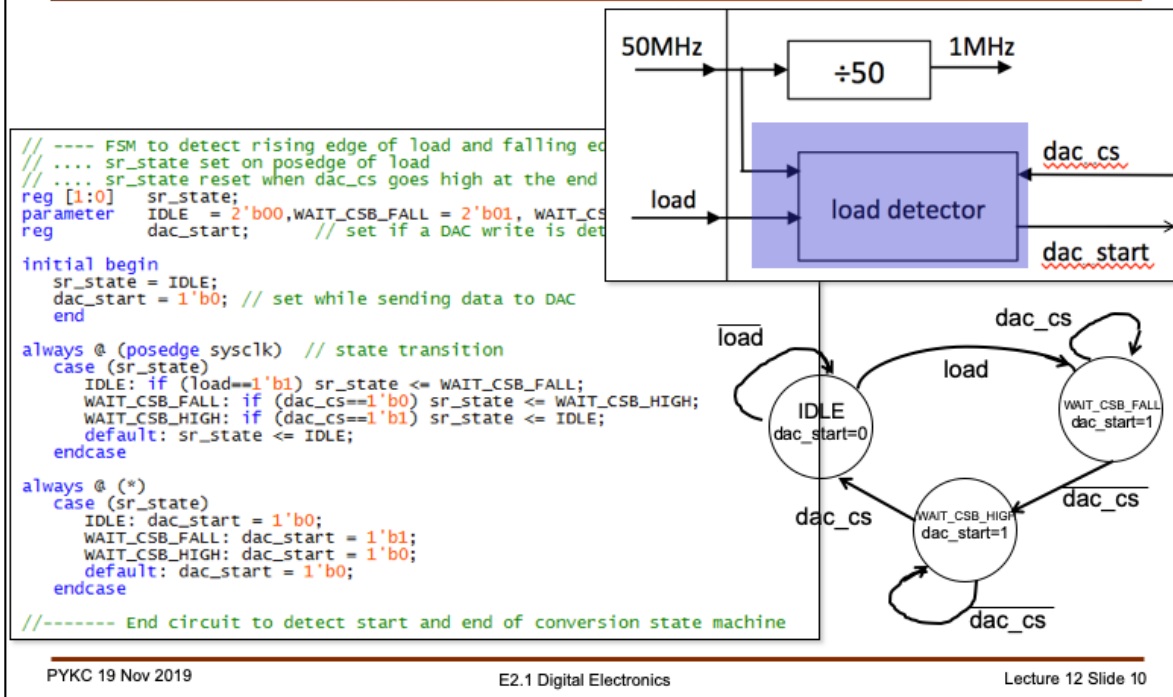 50MHz
÷50
1MHz
load
load detector
dac_cs
dac_start
// ---- FSM to detect rising edge of load and falling ed
// .... sr_state set on posedge of load
// .... sr_state reset when dac_cs goes high at the end
reg [1:0] sr_state;
parameter IDLE = 2'b00,WAIT_CSB_FALL = 2'b01, WAIT_CS
reg dac_start; // set if a DAC write is det
initial begin
sr_state = IDLE;
dac_start = 1'b0; // set while sending data to DAC
end
always @ (posedge sysclk) // state transition
case (sr_state)
IDLE: if (load==1'b1) sr_state <= WAIT_CSB_FALL;
WAIT_CSB_FALL: if (dac_cs==1'b0) sr_state <= WAIT_CSB_HIGH;
WAIT_CSB_HIGH: if (dac_cs==1'b1) sr_state <= IDLE;
default: sr_state <= IDLE;
endcase
always @ (*)
case (sr_state)
IDLE: dac_start = 1'b0;
WAIT_CSB_FALL: dac_start = 1'b1;
WAIT_CSB_HIGH: dac_start = 1'b0;
default: dac_start = 1'b0;
endcase
//------- End circuit to detect start and end of conversion state machine
load
load
dac_cs
IDLE
dac_start=0
WAIT_CSB_FALL
dac_start=1
dac_cs
dac_cs
WAIT_CSB_HIGH
dac_start=1
dac_cs
PYKC 19 Nov 2019
E2.1 Digital Electronics
Lecture 12 Slide 10